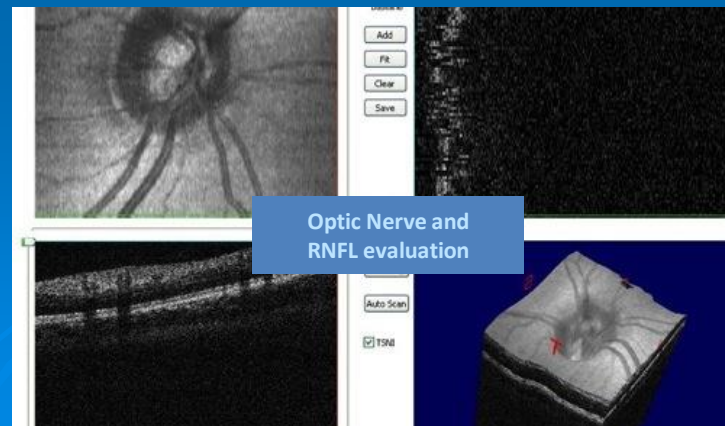 Add
Fit
Clear
Save
Optic Nerve and
RNFL evaluation
Auto Scan
TSNI
T